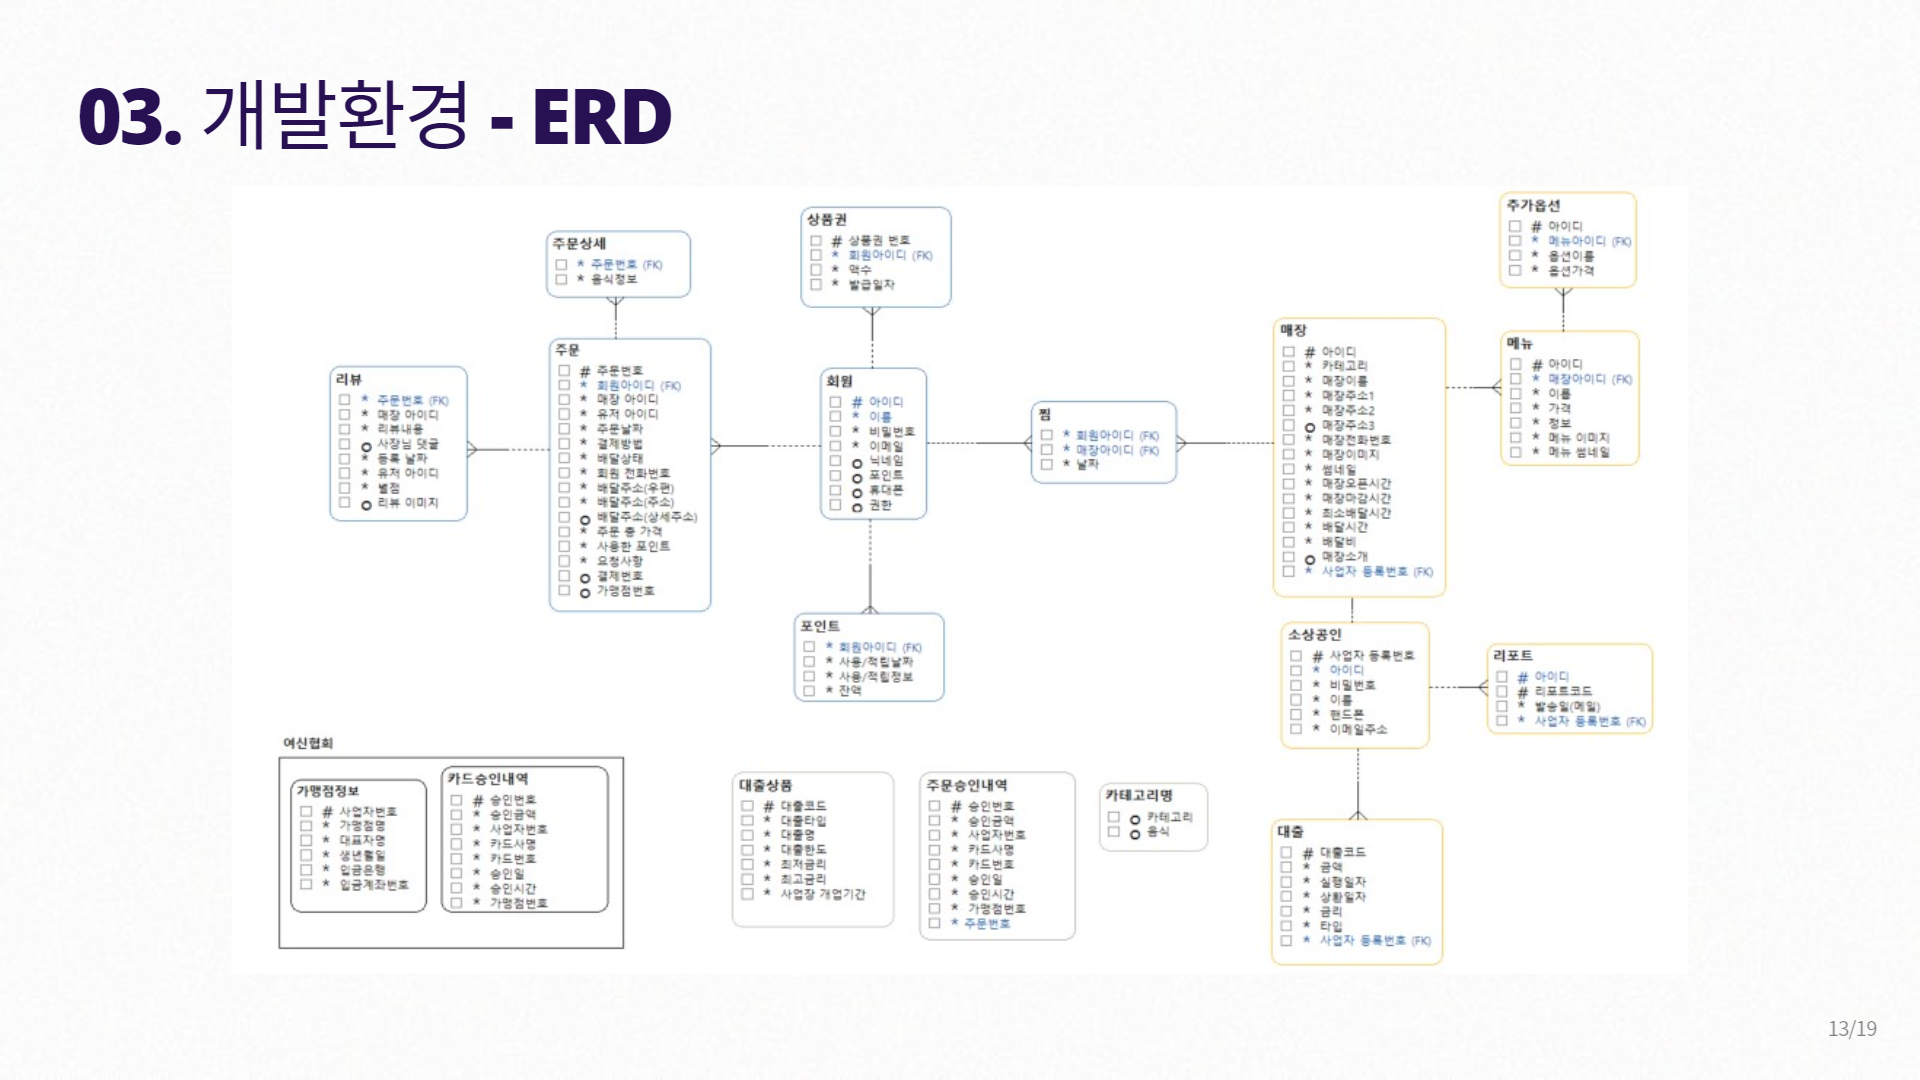 03. 개발환경 - ERD
주문상세
# 주문번호 (FK)
* 음식정보
상품권
# 상품권 번호
* 회원아이디 (FK)
* 액수
* 발급일자
추가옵션
# 아이디
* 메뉴아이디 (FK)
* 옵션이름
* 옵션가격
리뷰
* 주문번호 (FK)
* 매장 아이디
* 리뷰내용
o 사장님 댓글
* 등록 날짜
* 유저 아이디
* 별점
o 리뷰 이미지
주문
# 주문번호
* 회원아이디 (FK)
* 매장 아이디
* 유저 아이디
* 주문날짜
* 결제방법
* 배달상태
* 회원 전화번호
* 배달주소(우편)
* 배달주소(주소)
o 배달주소(상세주소)
* 주문 총 가격
* 사용한 포인트
* 요청사항
o 결제번호
o 가맹점번호
회원
# 아이디
* 이름
* 비밀번호
* 이메일
o 닉네임
o 포인트
o 휴대폰
o 권한
찜
* 회원아이디 (FK)
* 매장아이디 (FK)
* 날짜
매장
# 아이디
* 카테고리
* 매장이름
* 매장주소1
* 매장주소2
o 매장주소3
* 매장전화번호
* 매장이미지
* 썸네일
* 매장오픈시간
* 매장마감시간
* 최소배달시간
* 배달시간
* 배달비
o 매장소개
* 사업자 등록번호 (FK)
메뉴
# 아이디
* 매장아이디 (FK)
* 이름
* 가격
* 정보
* 메뉴 이미지
* 메뉴 썸네일
포인트
* 회원아이디 (FK)
* 사용/적립날짜
* 사용/적립정보
* 잔액
소상공인
# 사업자 등록번호
* 아이디
* 비밀번호
* 이름
* 핸드폰
* 이메일주소
리포트
# 아이디
# 리포트코드
* 발송일(메일)
* 사업자 등록번호 (FK)
여신협회
가맹점정보
# 사업자번호
* 가맹점명
* 대표자명
* 생년월일
* 입금은행
* 입금계좌번호
카드승인내역
# 승인번호
* 승인금액
* 사업자번호
* 카드사명
* 카드번호
* 승인일
* 승인시간
* 가맹점번호
대출상품
# 대출코드
* 대출타입
* 대출명
* 대출한도
* 최저금리
* 최고금리
* 사업장 개업기간
주문승인내역
# 승인번호
* 승인금액
* 사업자번호
* 카드사명
* 카드번호
* 승인일
* 승인시간
* 가맹점번호
* 주문번호
카테고리명
o 카테고리
o 음식
대출
# 대출코드
* 금액
* 실행일자
* 상환일자
* 금리
* 타입
* 사업자 등록번호 (FK)
13/19